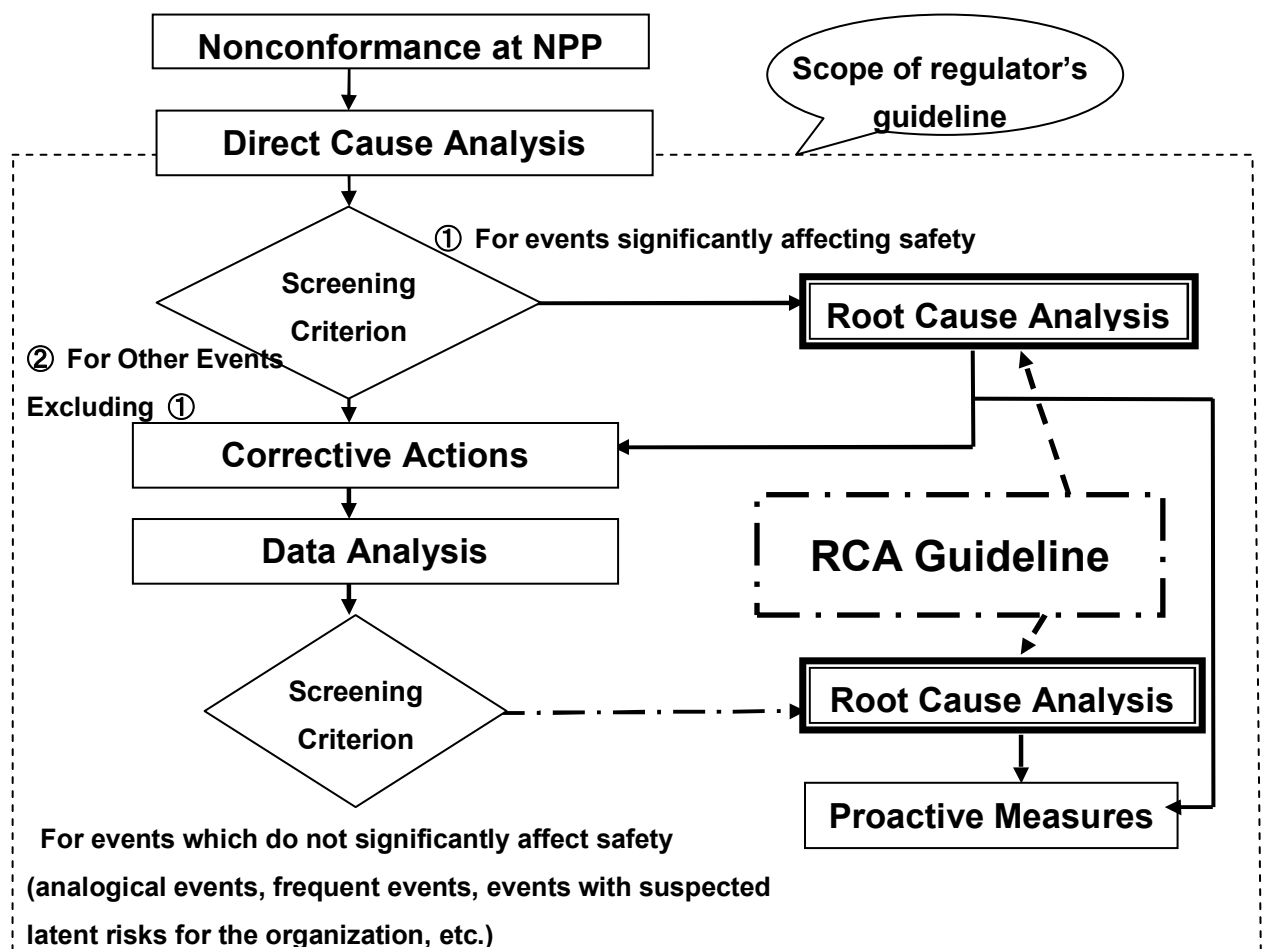 Nonconformance at NPP
Scope of regulator’s
guideline
Direct Cause Analysis
① For events significantly affecting safety
Screening
Criterion
Root Cause Analysis
② For Other Events
Excluding ①
Corrective Actions
Data Analysis
RCA Guideline
Screening
Criterion
Root Cause Analysis
Proactive Measures
For events which do not significantly affect safety
(analogical events, frequent events, events with suspected
latent risks for the organization, etc.)